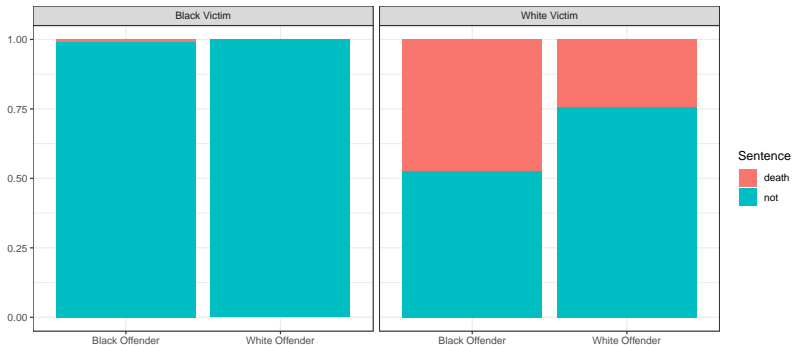 Black Victim
White Victim
1.00
0.75
0.50
0.25
0.00
Black Offender
White Offender
Black Offender
White Offender
Sentence
death
not